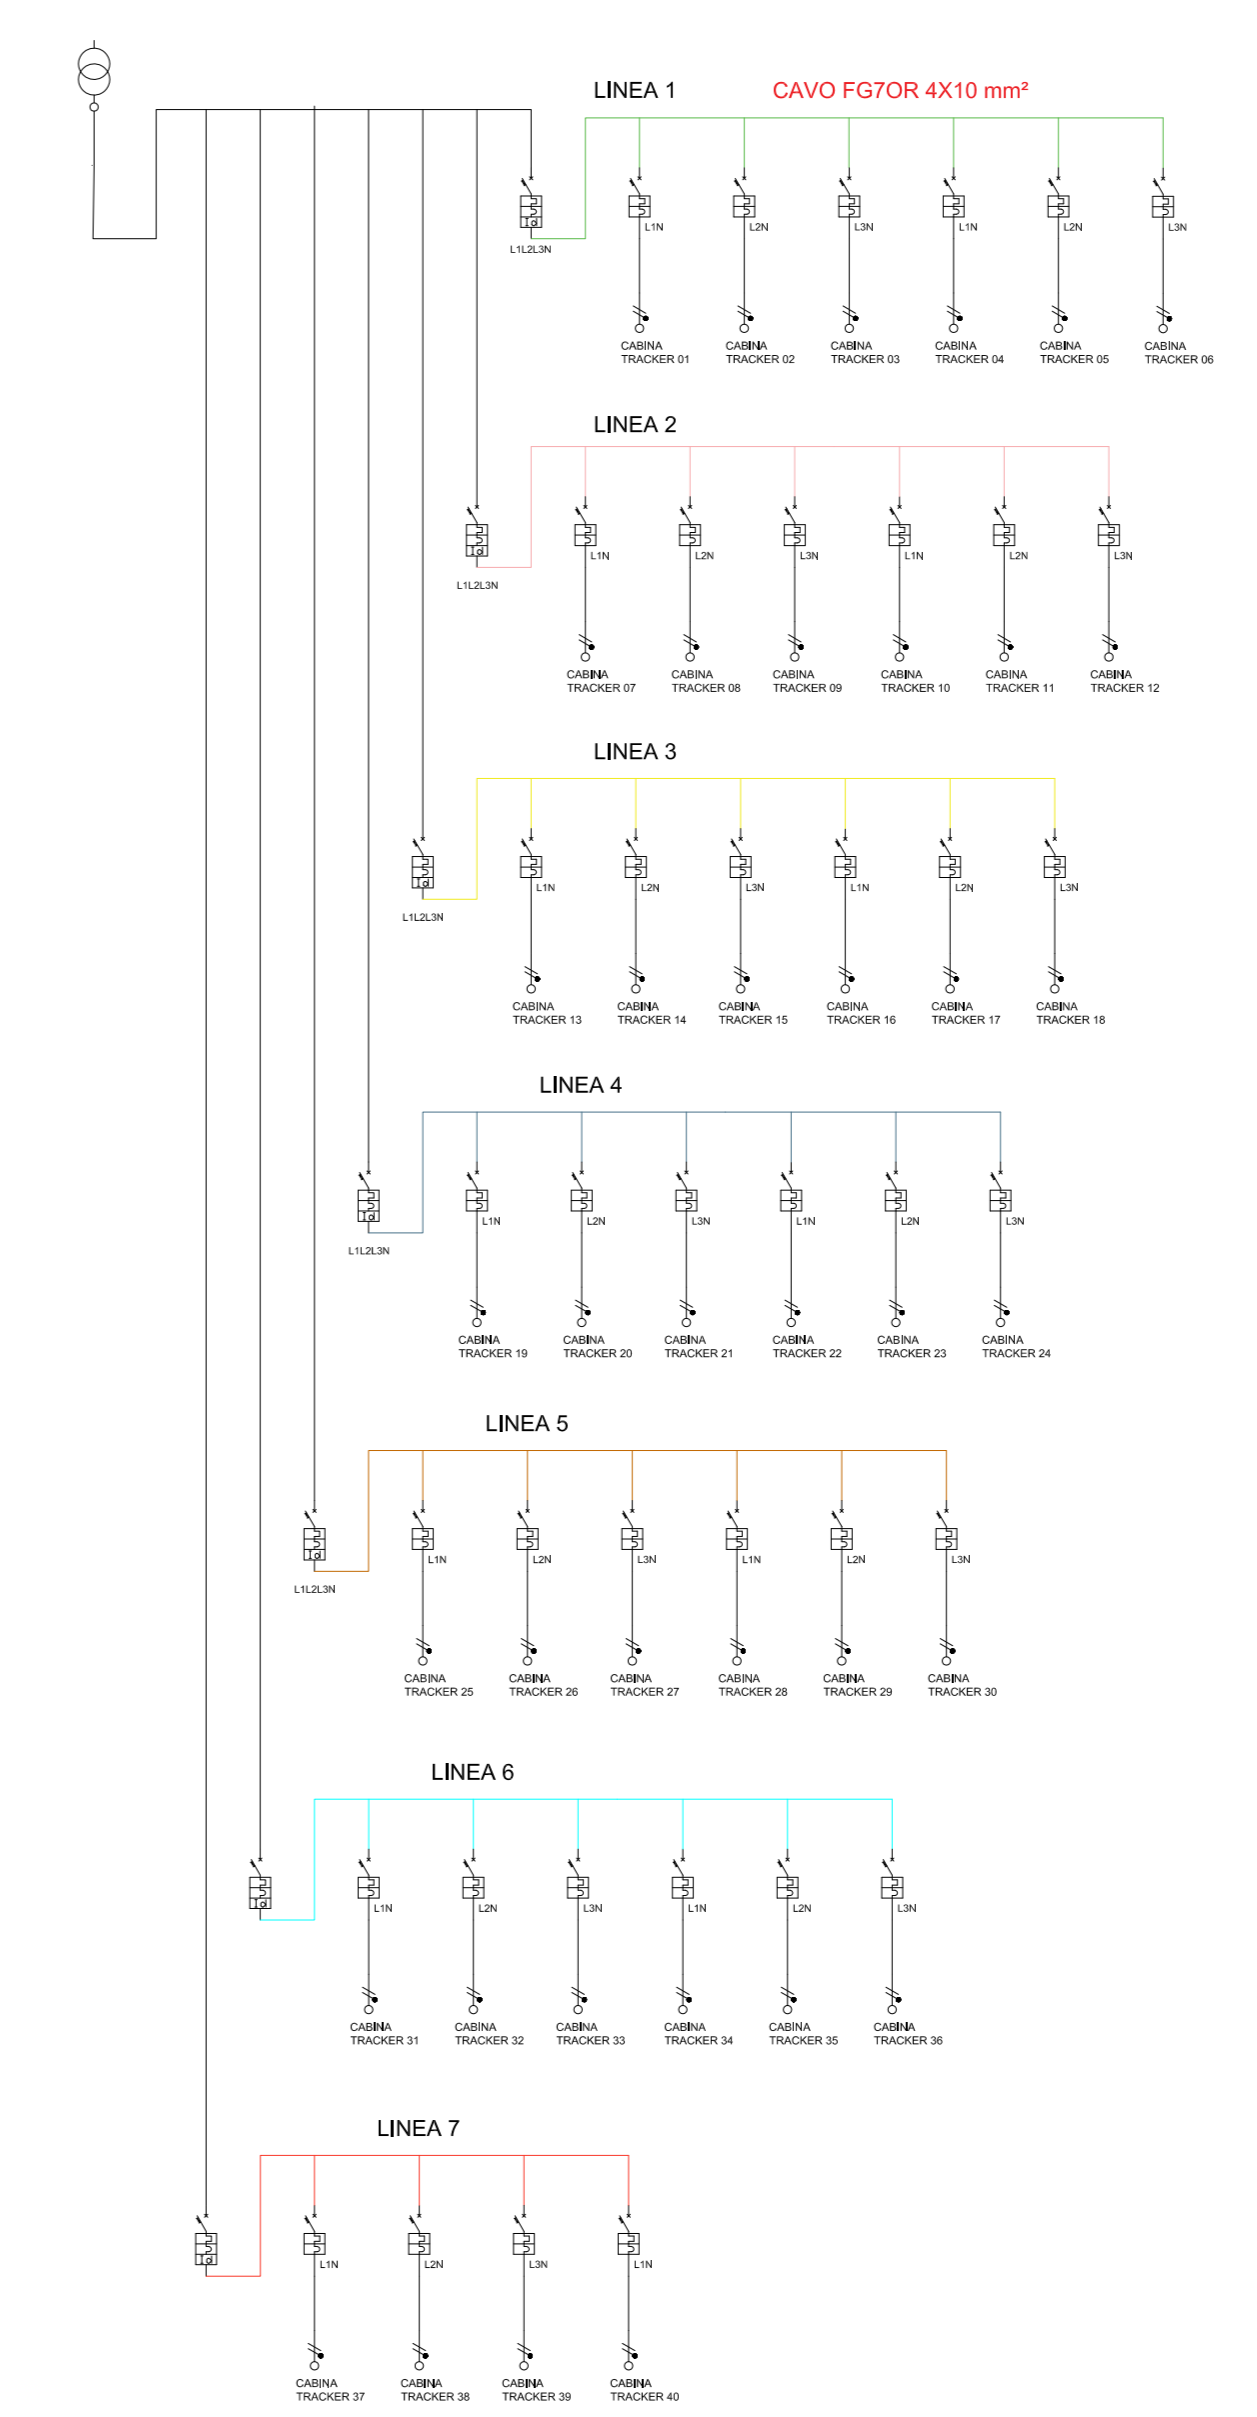 LINEA 1
CAVO FG7OR 4X10 mm²
Id
L1L2L3N
L1N
L2N
L3N
L1N
L2N
L3N
CABINA
TRACKER 01
CABINA
TRACKER 02
CABINA
TRACKER 03
CABINA
TRACKER 04
CABINA
TRACKER 05
CABINA
TRACKER 06
LINEA 2
Id
L1L2L3N
L1N
L2N
L3N
L1N
L2N
L3N
CABINA
TRACKER 07
CABINA
TRACKER 08
CABINA
TRACKER 09
CABINA
TRACKER 10
CABINA
TRACKER 11
CABINA
TRACKER 12
LINEA 3
Id
L1L2L3N
L1N
L2N
L3N
L1N
L2N
L3N
CABINA
TRACKER 13
CABINA
TRACKER 14
CABINA
TRACKER 15
CABINA
TRACKER 16
CABINA
TRACKER 17
CABINA
TRACKER 18
LINEA 4
Id
L1L2L3N
L1N
L2N
L3N
L1N
L2N
L3N
CABINA
TRACKER 19
CABINA
TRACKER 20
CABINA
TRACKER 21
CABINA
TRACKER 22
CABINA
TRACKER 23
CABINA
TRACKER 24
LINEA 5
Id
L1L2L3N
L1N
L2N
L3N
L1N
L2N
L3N
CABINA
TRACKER 25
CABINA
TRACKER 26
CABINA
TRACKER 27
CABINA
TRACKER 28
CABINA
TRACKER 29
CABINA
TRACKER 30
LINEA 6
Id
L1N
L2N
L3N
L1N
L2N
L3N
CABINA
TRACKER 31
CABINA
TRACKER 32
CABINA
TRACKER 33
CABINA
TRACKER 34
CABINA
TRACKER 35
CABINA
TRACKER 36
LINEA 7
Id
L1N
L2N
L3N
L1N
CABINA
TRACKER 37
CABINA
TRACKER 38
CABINA
TRACKER 39
CABINA
TRACKER 40